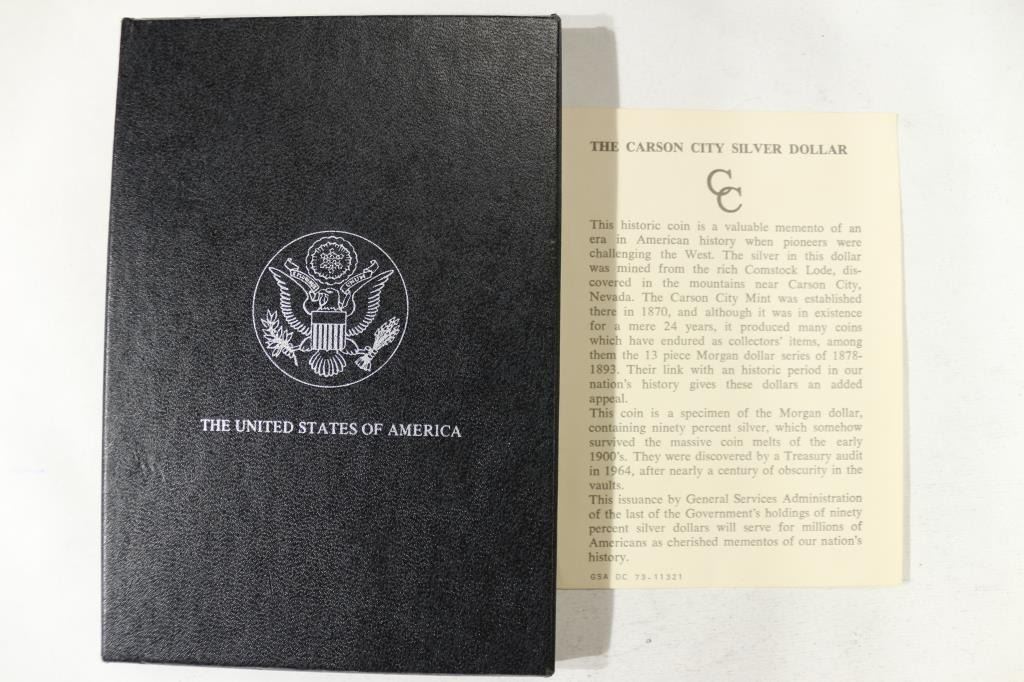 THE UNITED STATES OF AMERICA
THE CARSON CITY SILVER DOLLAR
CC
This historic coin is a valuable memento of an
era in American history when pioneers were
challenging the West. The silver in this dollar
was mined from the rich Comstock Lode, dis-
covered in the mountains near Carson City,
Nevada. The Carson City Mint was established
there in 1870, and although it was in existence
for a mere 24 years, it produced many coins
which have endured as collectors' items, among
them the 13 piece Morgan dollar series of 1878-
1893. Their link with an historic period in our
nation's history gives these dollars an added
appeal.
This coin is a specimen of the Morgan dollar,
containing ninety percent silver, which somehow
survived the massive coin melts of the early
1900's. They were discovered by a Treasury audit
in 1964, after nearly a century of obscurity in the
vaults.
This issuance by General Services Administration
of the last of the Government's holdings of ninety
percent silver dollars will serve for millions of
Americans as cherished mementos of our nation's
history.
GSA DC 73-11321